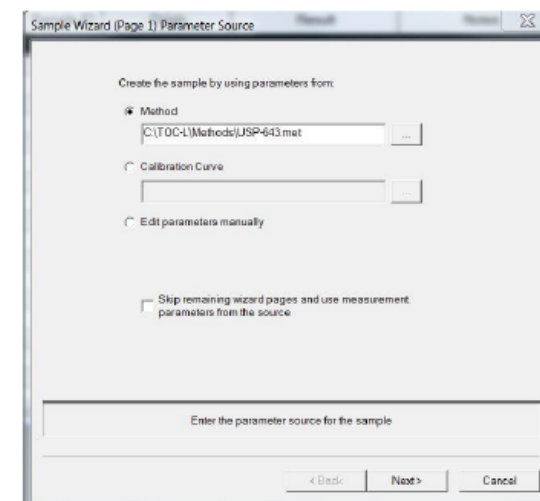 Result
Notes
Sample Wizard (Page 1) Parameter Source
Create the sample by using parameters from:
Method
C:\TOC-L\Methods\USP-643.met
...
Calibration Curve
...
Edit parameters manually
Skip remaining wizard pages and use measurement
parameters from the source
Enter the parameter source for the sample
< Back
Next >
Cancel